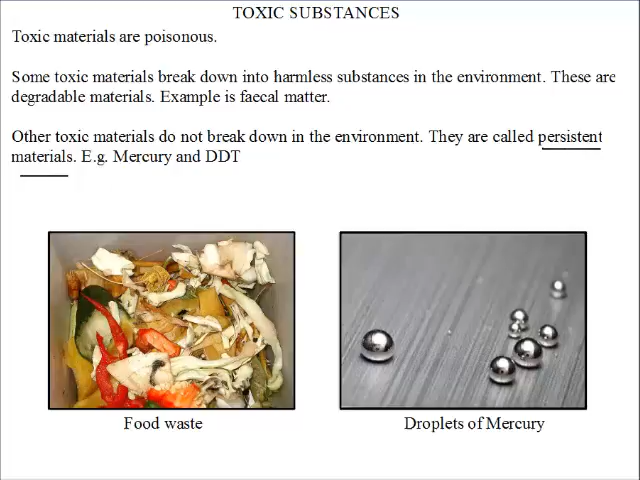 TOXIC SUBSTANCES
Toxic materials are poisonous.
Some toxic materials break down into harmless substances in the environment. These are
degradable materials. Example is faecal matter.
Other toxic materials do not break down in the environment. They are called persistent
materials. E.g. Mercury and DDT
Food waste
Droplets of Mercury